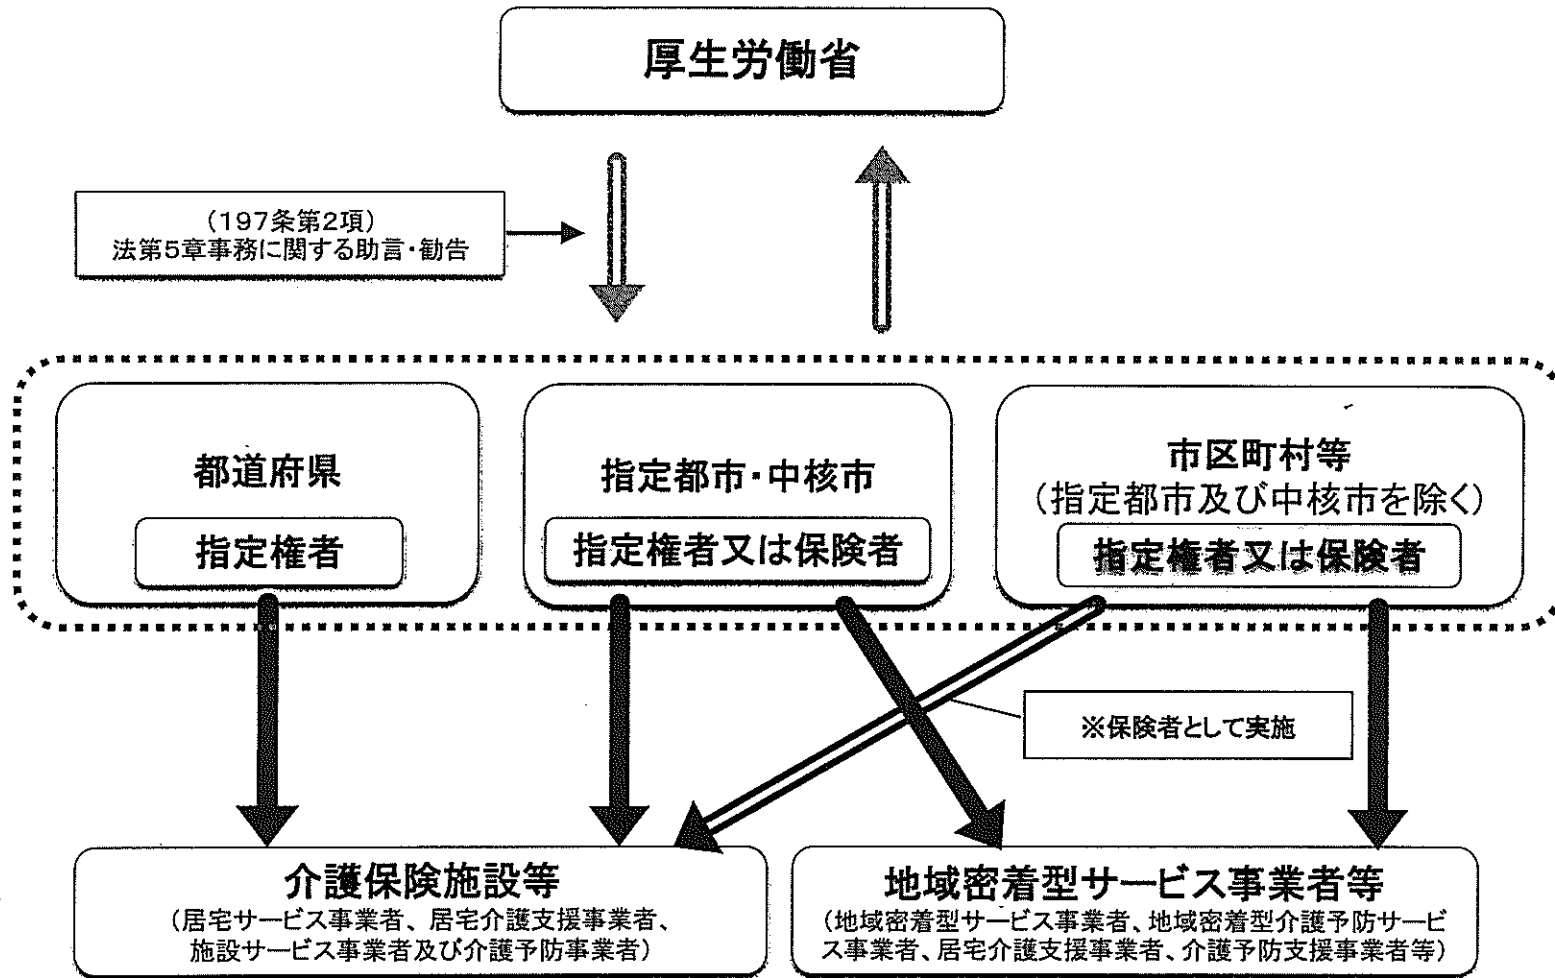 厚生労働省
(197条第2項)
法第5章事務に関する助言・勧告
都道府県
指定権者
指定都市・中核市
指定権者又は保険者
市区町村等
(指定都市及び中核市を除く)
指定権者又は保険者
※保険者として実施
介護保険施設等
(居宅サービス事業者、居宅介護支援事業者、
施設サービス事業者及び介護予防事業者)
地域密着型サービス事業者等
(地域密着型サービス事業者、地域密着型介護予防サービ
ス事業者、居宅介護支援事業者、介護予防支援事業者等)